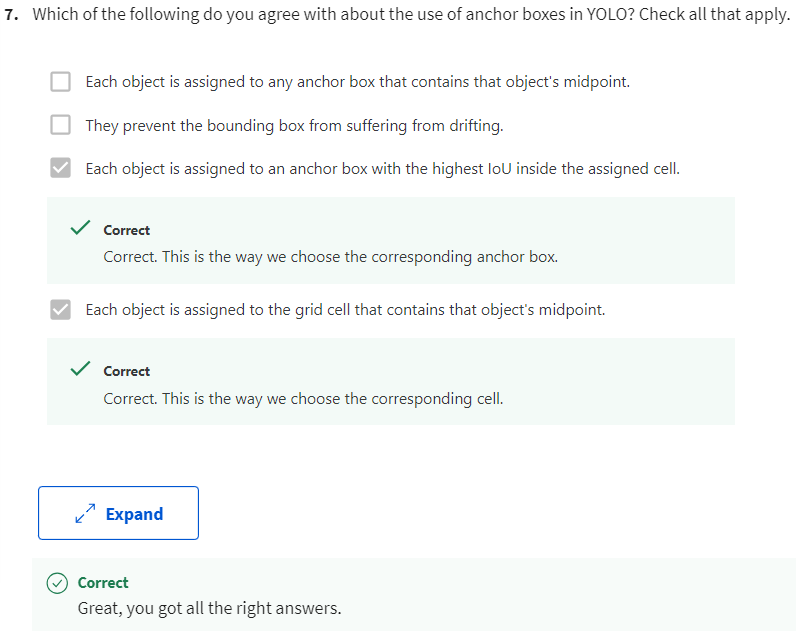 7. Which of the following do you agree with about the use of anchor boxes in YOLO? Check all that apply.
Each object is assigned to any anchor box that contains that object's midpoint.
They prevent the bounding box from suffering from drifting.
Each object is assigned to an anchor box with the highest IoU inside the assigned cell.
Correct
Correct. This is the way we choose the corresponding anchor box.
Each object is assigned to the grid cell that contains that object's midpoint.
Correct
Correct. This is the way we choose the corresponding cell.
Expand
Correct
Great, you got all the right answers.